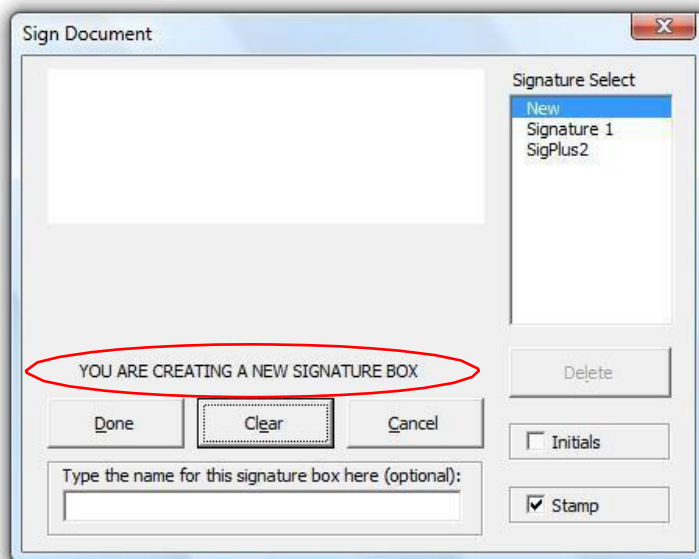 Sign Document
Signature Select
New
Signature 1
SigPlus2
YOU ARE CREATING A NEW SIGNATURE BOX
Delete
Done
Clear
Cancel
Initials
Type the name for this signature box here (optional):
Stamp